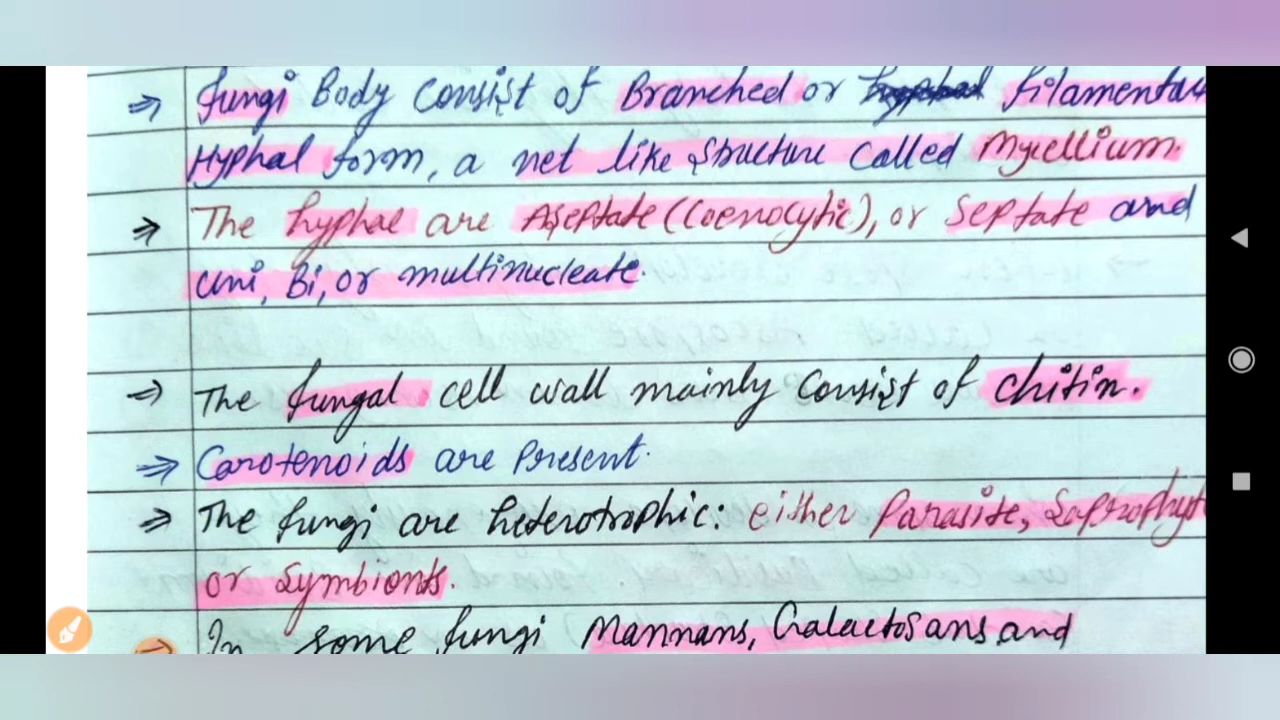 ⇒ fungi Body Consist of Branched or filamentou
Hyphal form, a net like Structure Called Mycellium.
⇒ The hyphae are Aseptate (Coenocytic), or Septate and
uni, Bi, or multinucleate.
⇒ The fungal cell wall mainly Consist of chitin.
⇒ Carotenoids are Present.
⇒ The fungi are heterotrophic: either Parasite, Saprophyt
or Symbionts.
⇒ In some fungi Mannans, Galactosans, and